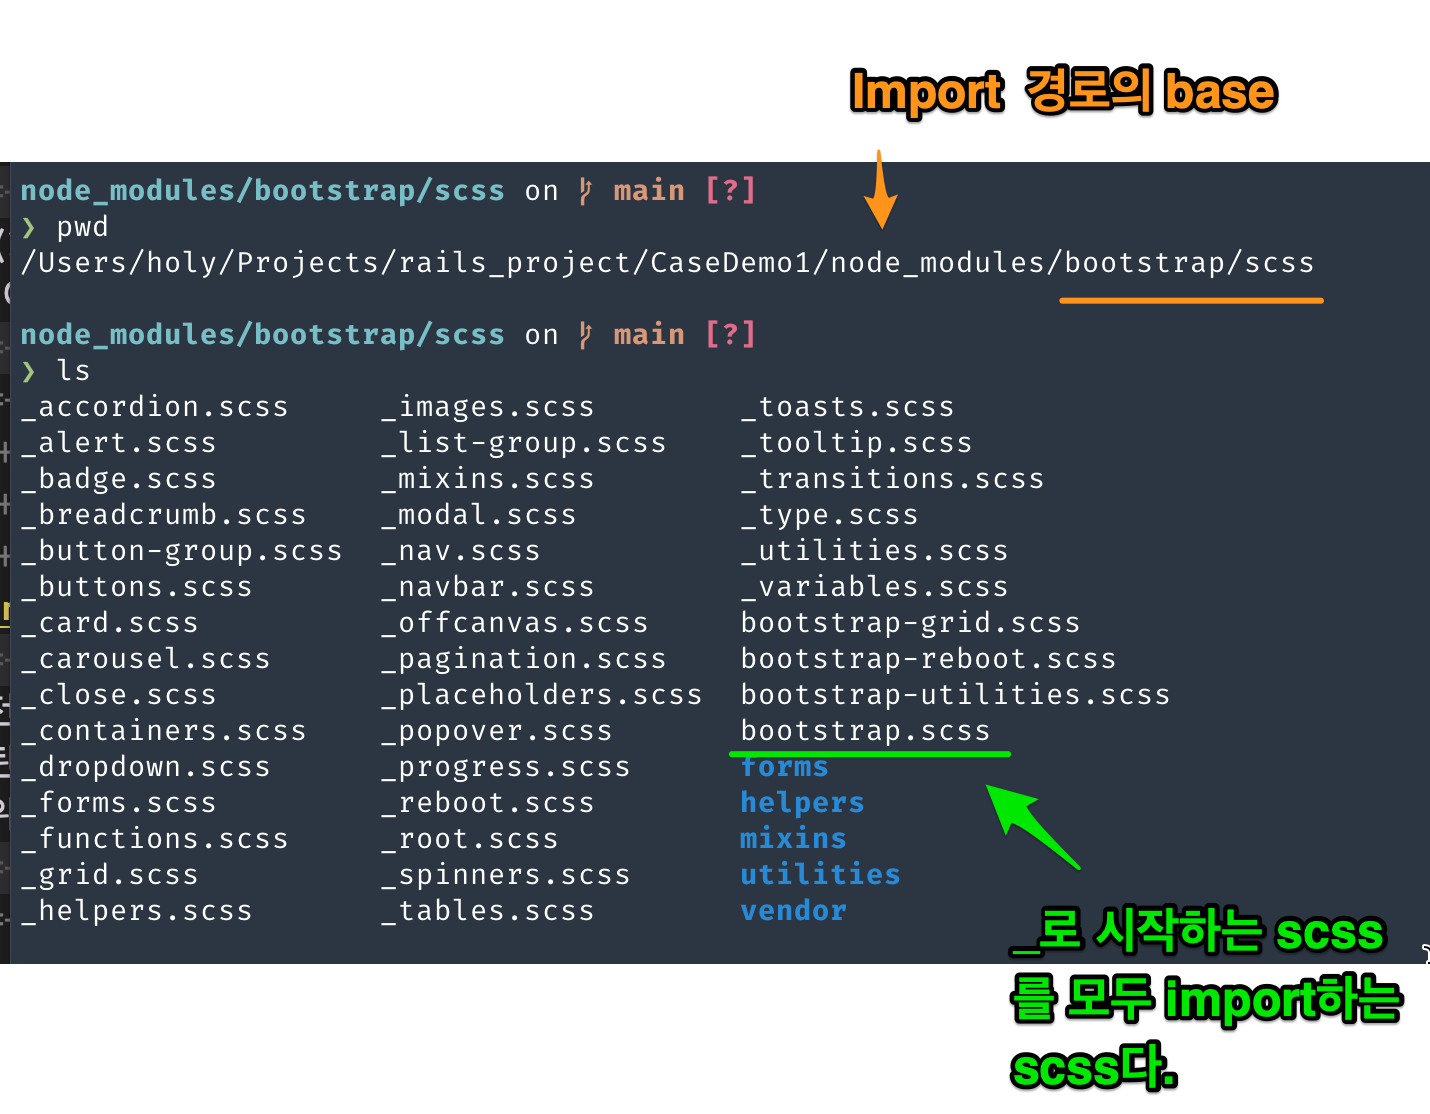 Import 경로의 base
node_modules/bootstrap/scss on main [?]
❯ pwd
/Users/holy/Projects/rails_project/CaseDemo1/node_modules/bootstrap/scss
node_modules/bootstrap/scss on main [?]
❯ ls
_accordion.scss _images.scss _toasts.scss
_alert.scss _list-group.scss _tooltip.scss
_badge.scss _mixins.scss _transitions.scss
_breadcrumb.scss _modal.scss _type.scss
_button-group.scss _nav.scss _utilities.scss
_buttons.scss _navbar.scss _variables.scss
_card.scss _offcanvas.scss bootstrap-grid.scss
_carousel.scss _pagination.scss bootstrap-reboot.scss
_close.scss _placeholders.scss bootstrap-utilities.scss
_containers.scss _popover.scss bootstrap.scss
_dropdown.scss _progress.scss forms
_forms.scss _reboot.scss helpers
_functions.scss _root.scss mixins
_grid.scss _spinners.scss utilities
_helpers.scss _tables.scss vendor
_로 시작하는 scss
를 모두 import하는
scss다.